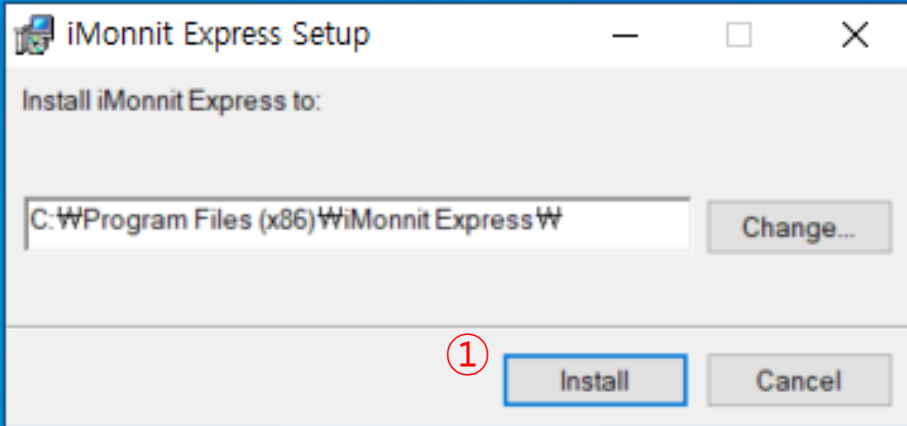 iMonnit Express Setup
Install iMonnit Express to:
C:₩Program Files (x86)₩iMonnit Express₩
Change...
①
Install
Cancel